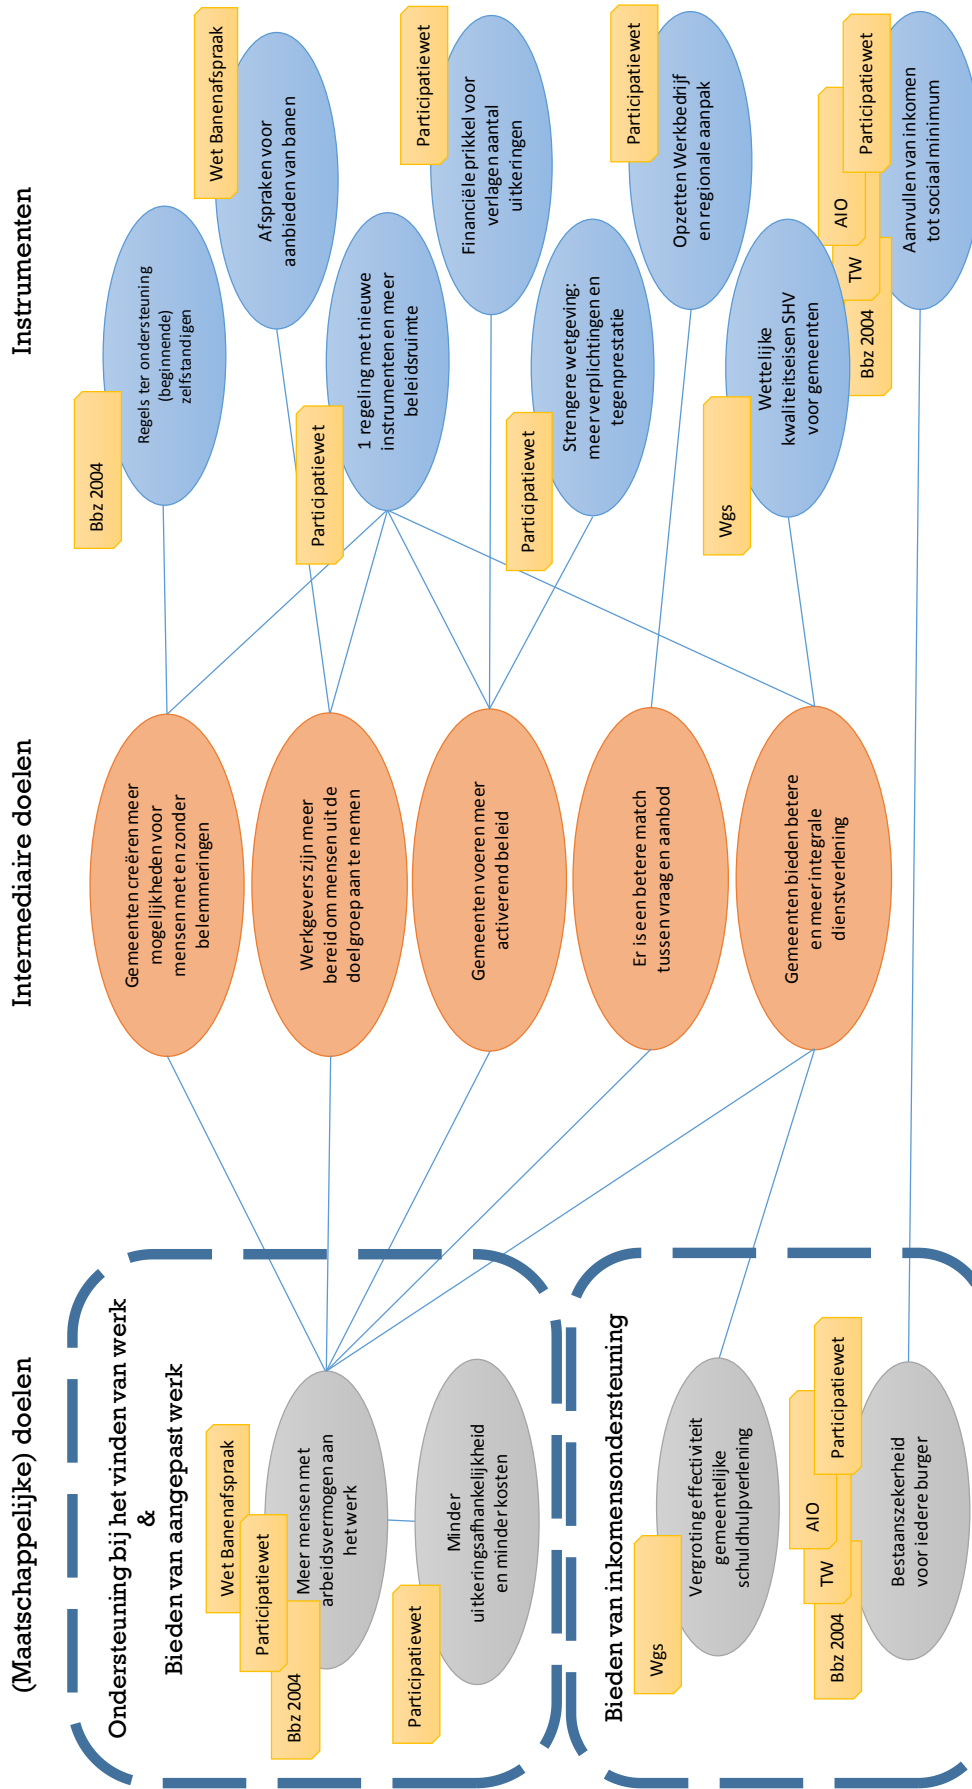 (Maatschappelijke) doelen
Ondersteuning bij het vinden van werk
&
Bieden van aangepast werk
Wet Banenafspraak
Participatiewet
Bbz 2004
Meer mensen met
arbeidsvermogen aan
het werk
Participatiewet
Minder
uitkeringsafhankelijkheid
en minder kosten
Bieden van inkomensondersteuning
Wgs
Vergroting effectiviteit
gemeentelijke
schuldhulpverlening
Bbz 2004
TW
AIO
Participatiewet
Bestaanszekerheid
voor iedere burger
Intermediaire doelen
Gemeenten creëren meer
mogelijkheden voor
mensen met en zonder
belemmeringen
Werkgevers zijn meer
bereid om mensen uit de
doelgroep aan te nemen
Gemeenten voeren meer
activerend beleid
Er is een betere match
tussen vraag en aanbod
Gemeenten bieden betere
en meer integrale
dienstverlening
Instrumenten
Bbz 2004
Regels ter ondersteuning
(beginnende)
zelfstandigen
Wet Banenafspraak
Afspraken voor
aanbieden van banen
Participatiewet
1 regeling met nieuwe
instrumenten en meer
beleidsruimte
Participatiewet
Financiële prikkel voor
verlagen aantal
uitkeringen
Participatiewet
Strengere wetgeving:
meer verplichtingen en
tegenprestatie
Participatiewet
Opzetten Werkbedrijf
en regionale aanpak
Wgs
Wettelijke
kwaliteitseisen SHV
voor gemeenten
Bbz 2004
TW
AIO
Participatiewet
Aanvullen van inkomen
tot sociaal minimum